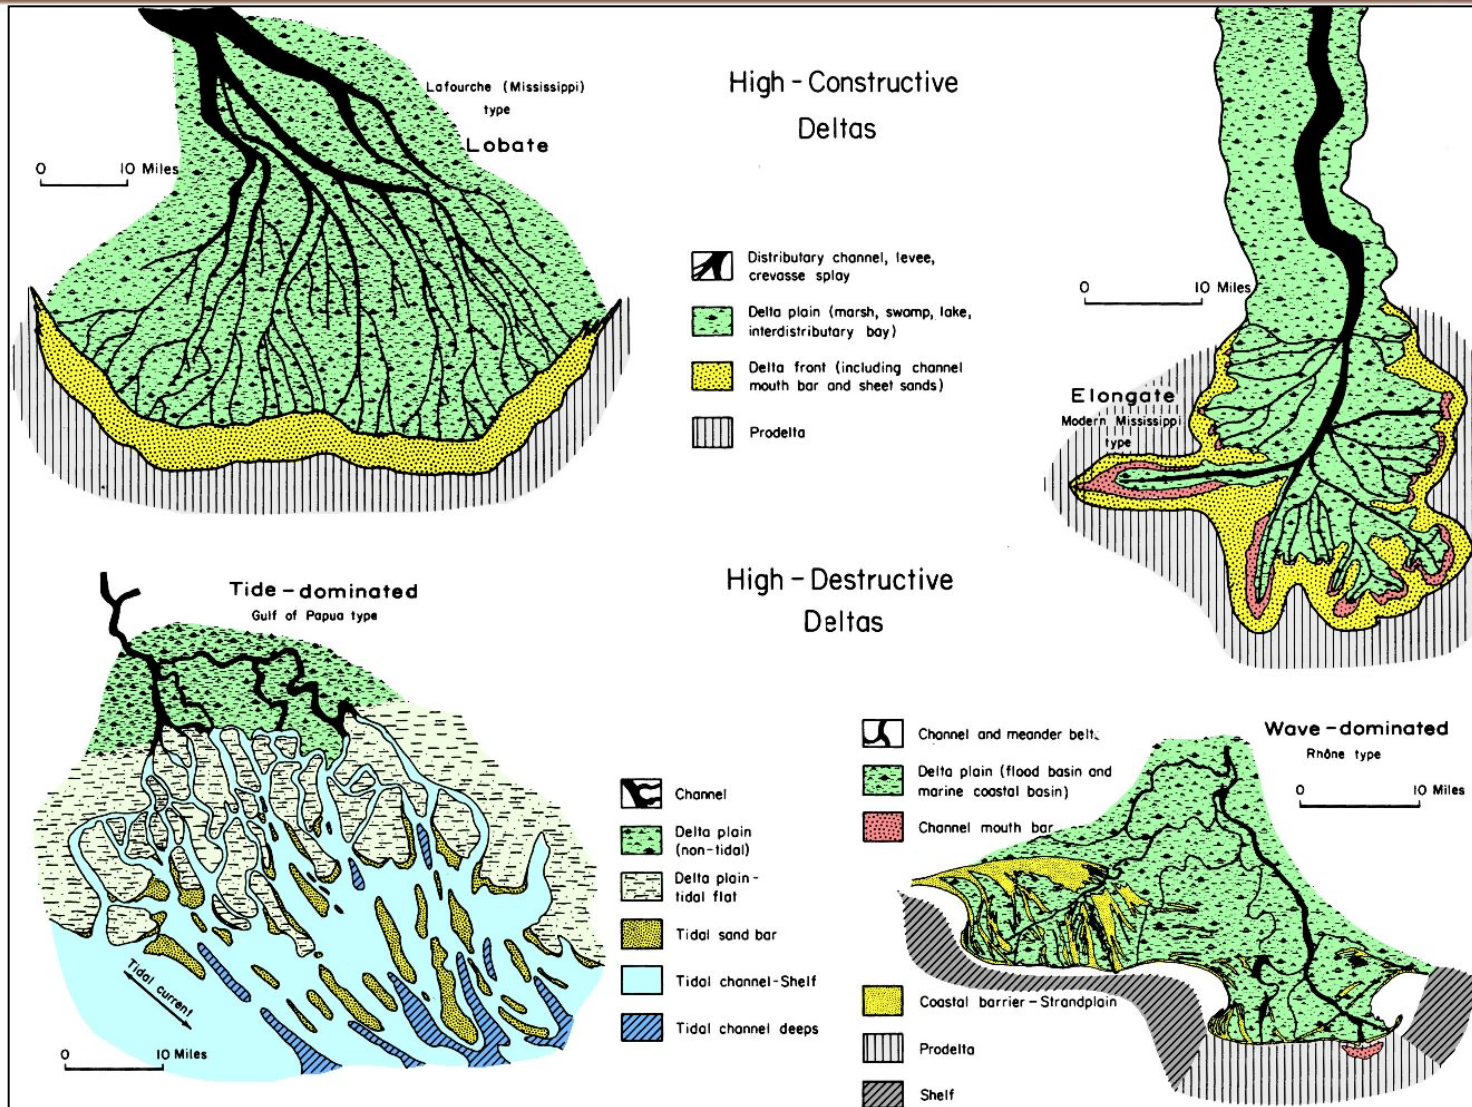 High - Constructive
Deltas
Lafourche (Mississippi)
type
Lobate
0 10 Miles
Distributary channel, levee,
crevasse splay
Delta plain (marsh, swamp, lake,
interdistributary bay)
Delta front (including channel
mouth bar and sheet sands)
Prodelta
0 10 Miles
Elongate
Modern Mississippi
type
High - Destructive
Deltas
Tide - dominated
Gulf of Papua type
Channel
Delta plain
(non-tidal)
Delta plain -
tidal flat
Tidal sand bar
Tidal channel-Shelf
Tidal channel deeps
Tidal current
0 10 Miles
Wave - dominated
Rhône type
0 10 Miles
Channel and meander belt
Delta plain (flood basin and
marine coastal basin)
Channel mouth bar
Coastal barrier - Strandplain
Prodelta
Shelf